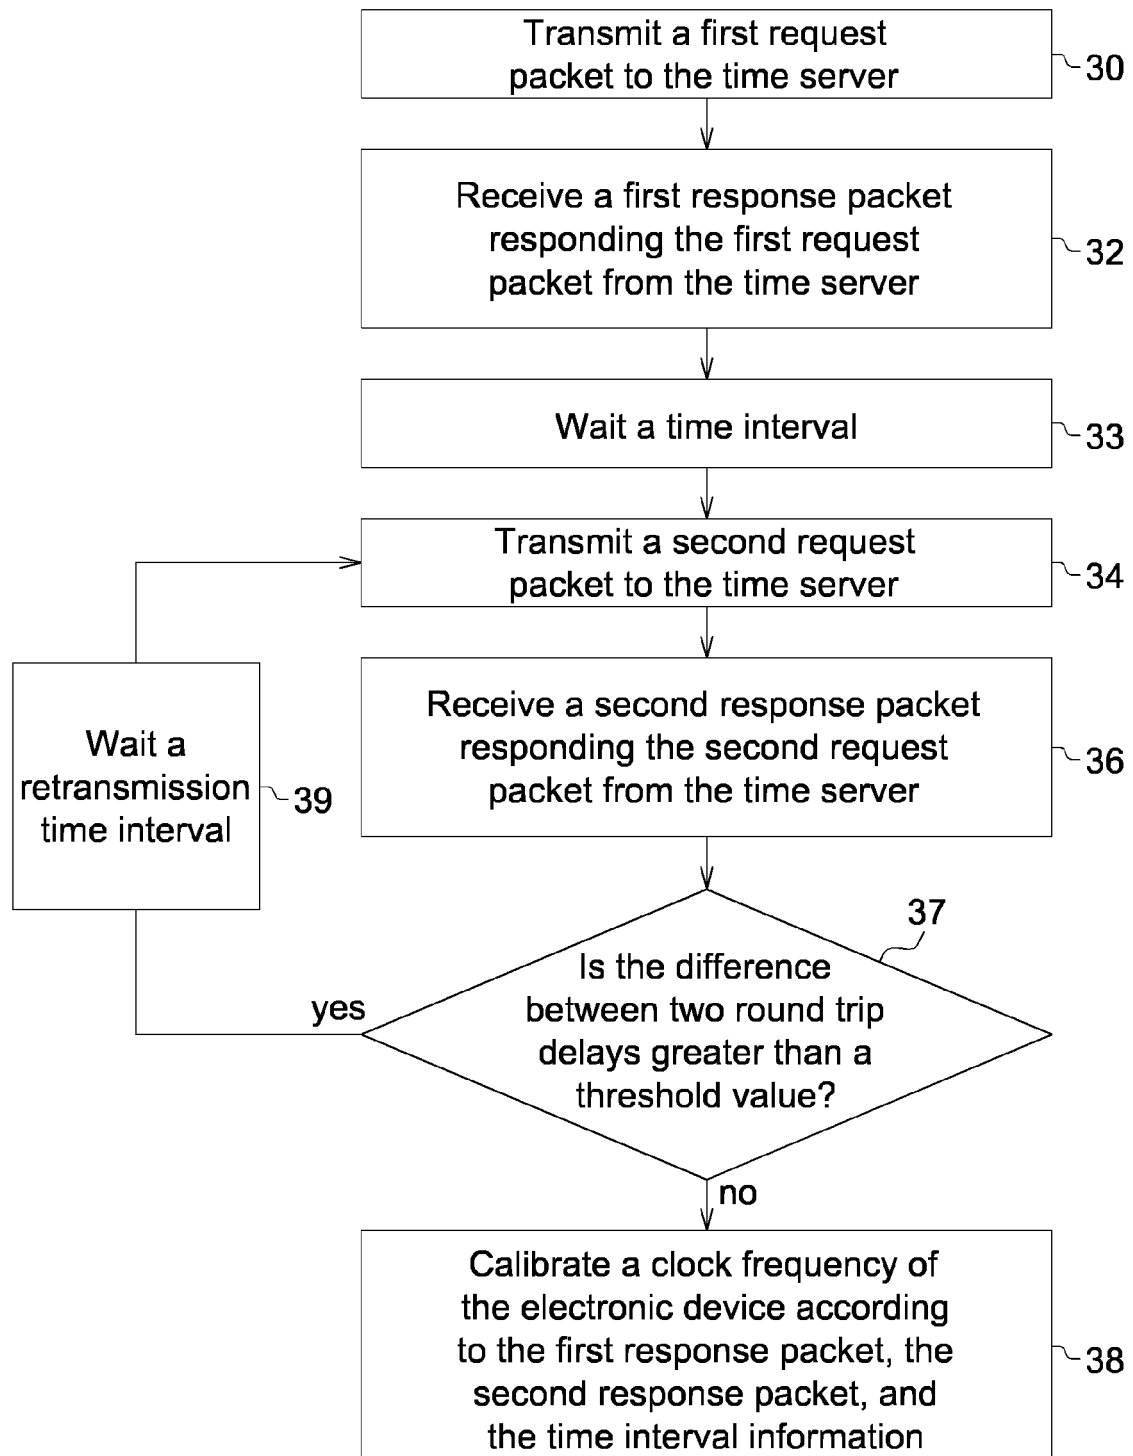 Transmit a first request
packet to the time server
30
Receive a first response packet
responding the first request
packet from the time server
32
Wait a time interval
33
Transmit a second request
packet to the time server
34
Receive a second response packet
responding the second request
packet from the time server
36
Wait a
retransmission
time interval
39
37
Is the difference
between two round trip
delays greater than a
threshold value?
yes
no
Calibrate a clock frequency of
the electronic device according
to the first response packet, the
second response packet, and
the time interval information
38